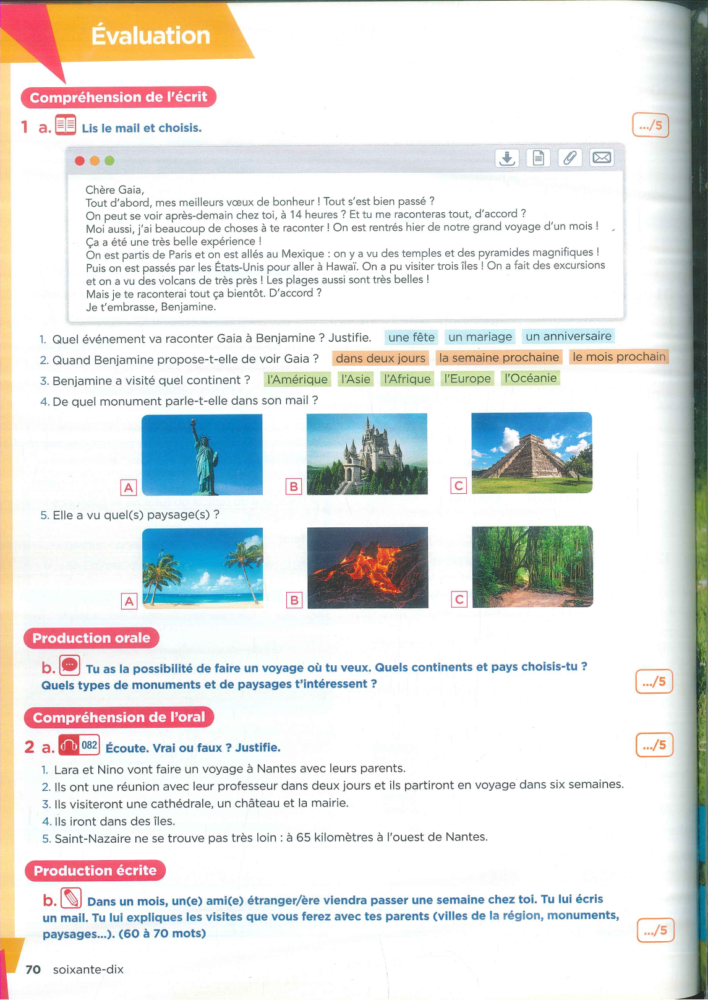 Évaluation
Compréhension de l'écrit
1 a. Lis le mail et choisis.
.../5
Chère Gaia,
Tout d'abord, mes meilleurs vœux de bonheur ! Tout s'est bien passé ?
On peut se voir après-demain chez toi, à 14 heures ? Et tu me raconteras tout, d'accord ?
Moi aussi, j'ai beaucoup de choses à te raconter ! On est rentrés hier de notre grand voyage d'un mois !
Ça a été une très belle expérience !
On est partis de Paris et on est allés au Mexique : on y a vu des temples et des pyramides magnifiques !
Puis on est passés par les États-Unis pour aller à Hawaï. On a pu visiter trois îles ! On a fait des excursions
et on a vu des volcans de très près ! Les plages aussi sont très belles !
Mais je te raconterai tout ça bientôt. D'accord ?
Je t'embrasse, Benjamine.
1. Quel événement va raconter Gaia à Benjamine ? Justifie. une fête un mariage un anniversaire
2. Quand Benjamine propose-t-elle de voir Gaia ? dans deux jours la semaine prochaine le mois prochain
3. Benjamine a visité quel continent ? l'Amérique l'Asie l'Afrique l'Europe l'Océanie
4. De quel monument parle-t-elle dans son mail ?
A B C
5. Elle a vu quel(s) paysage(s) ?
A B C
Production orale
b. Tu as la possibilité de faire un voyage où tu veux. Quels continents et pays choisis-tu ?
Quels types de monuments et de paysages t'intéressent ?
.../5
Compréhension de l'oral
2 a. 082 Écoute. Vrai ou faux ? Justifie.
.../5
1. Lara et Nino vont faire un voyage à Nantes avec leurs parents.
2. Ils ont une réunion avec leur professeur dans deux jours et ils partiront en voyage dans six semaines.
3. Ils visiteront une cathédrale, un château et la mairie.
4. Ils iront dans des îles.
5. Saint-Nazaire ne se trouve pas très loin : à 65 kilomètres à l'ouest de Nantes.
Production écrite
b. Dans un mois, un(e) ami(e) étranger/ère viendra passer une semaine chez toi. Tu lui écris
un mail. Tu lui expliques les visites que vous ferez avec tes parents (villes de la région, monuments,
paysages...). (60 à 70 mots)
.../5
70 soixante-dix